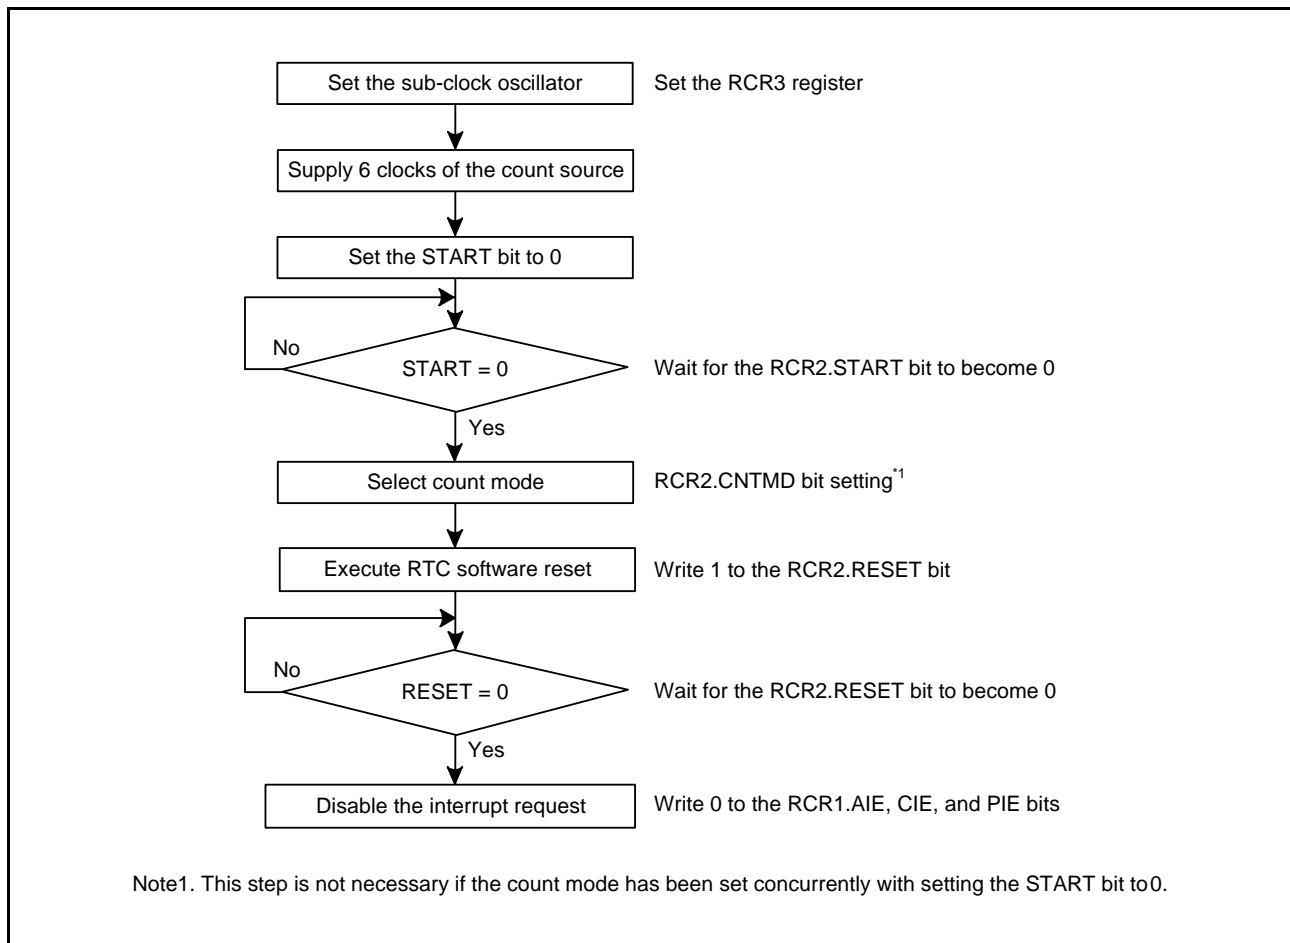 Set the sub-clock oscillator
Set the RCR3 register
Supply 6 clocks of the count source
Set the START bit to 0
No
START = 0
Wait for the RCR2.START bit to become 0
Yes
Select count mode
RCR2.CNTMD bit setting*1
Execute RTC software reset
Write 1 to the RCR2.RESET bit
No
RESET = 0
Wait for the RCR2.RESET bit to become 0
Yes
Disable the interrupt request
Write 0 to the RCR1.AIE, CIE, and PIE bits
Note1. This step is not necessary if the count mode has been set concurrently with setting the START bit to 0.